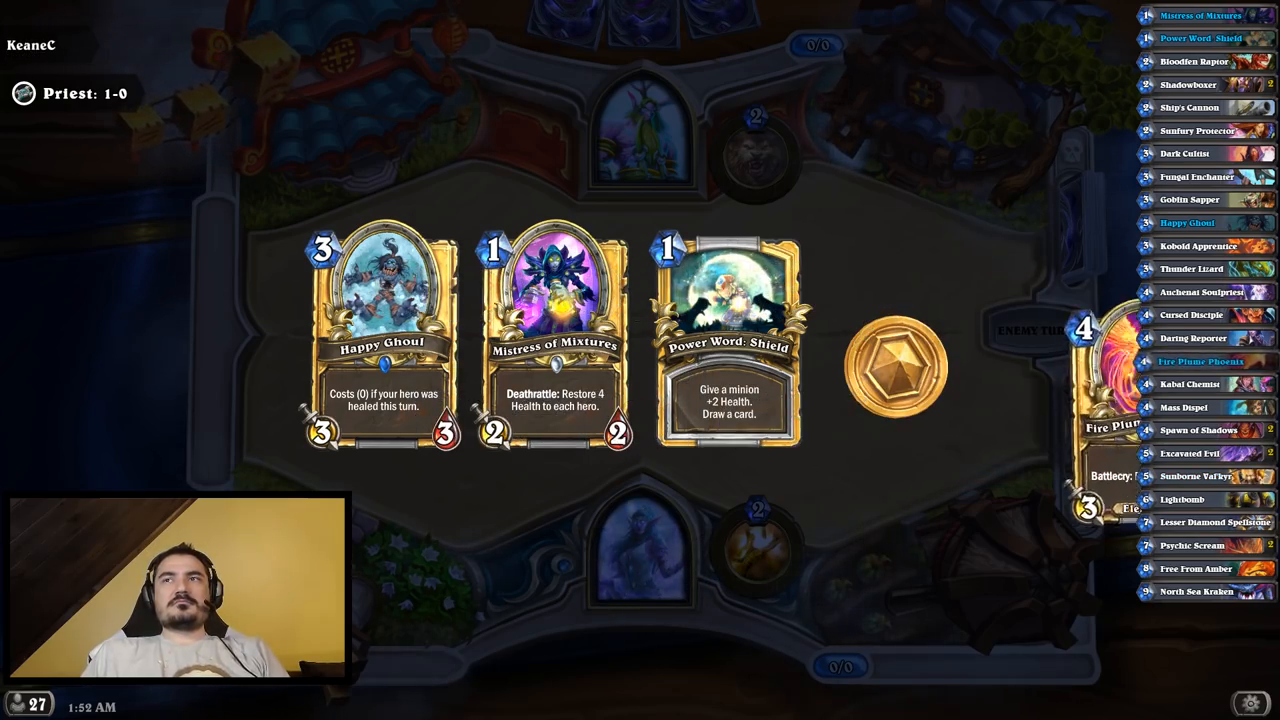 KeaneC
Priest: 1-0
0/0
2
ENEMY TUR
3
Happy Ghoul
Costs (0) if your hero was
healed this turn.
3
3
1
Mistress of Mixtures
Deathrattle: Restore 4
Health to each hero.
2
2
1
Power Word: Shield
Give a minion
+2 Health.
Draw a card.
4
Fire Plum
Battlecry:
3
Ele
2
0/0
27
1:52 AM
1 Mistress of Mixtures
1 Power Word: Shield
2 Bloodfen Raptor
2 Shadowboxer 2
2 Ship's Cannon
2 Sunfury Protector
3 Dark Cultist
3 Fungal Enchanter
3 Goblin Sapper
3 Happy Ghoul
3 Kobold Apprentice
3 Thunder Lizard
4 Auchenai Soulpriest
4 Cursed Disciple
4 Daring Reporter
4 Fire Plume Phoenix
4 Kabal Chemist
4 Mass Dispel
4 Spawn of Shadows 2
5 Excavated Evil 2
5 Sunborne Val'kyr
6 Lightbomb
7 Lesser Diamond Spellstone
7 Psychic Scream 2
8 Free From Amber
9 North Sea Kraken